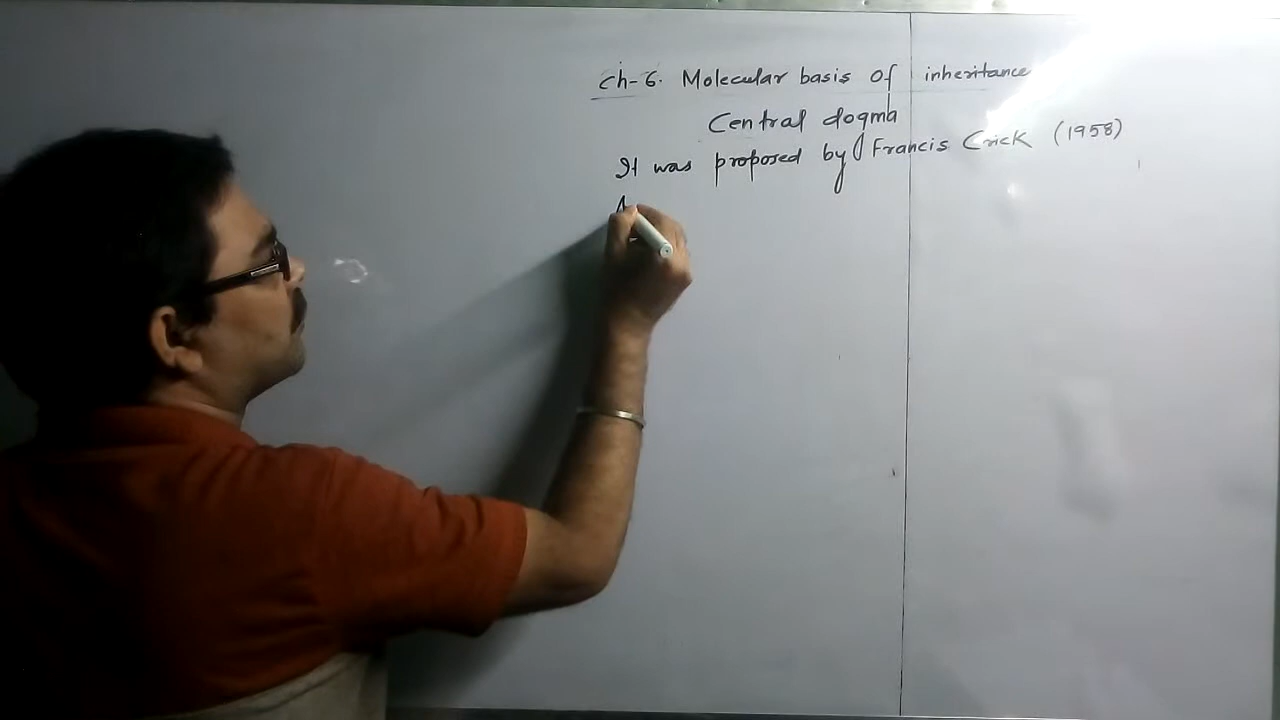 Ch-6. Molecular basis of inheritance
Central dogma
It was proposed by Francis Crick (1958)
A